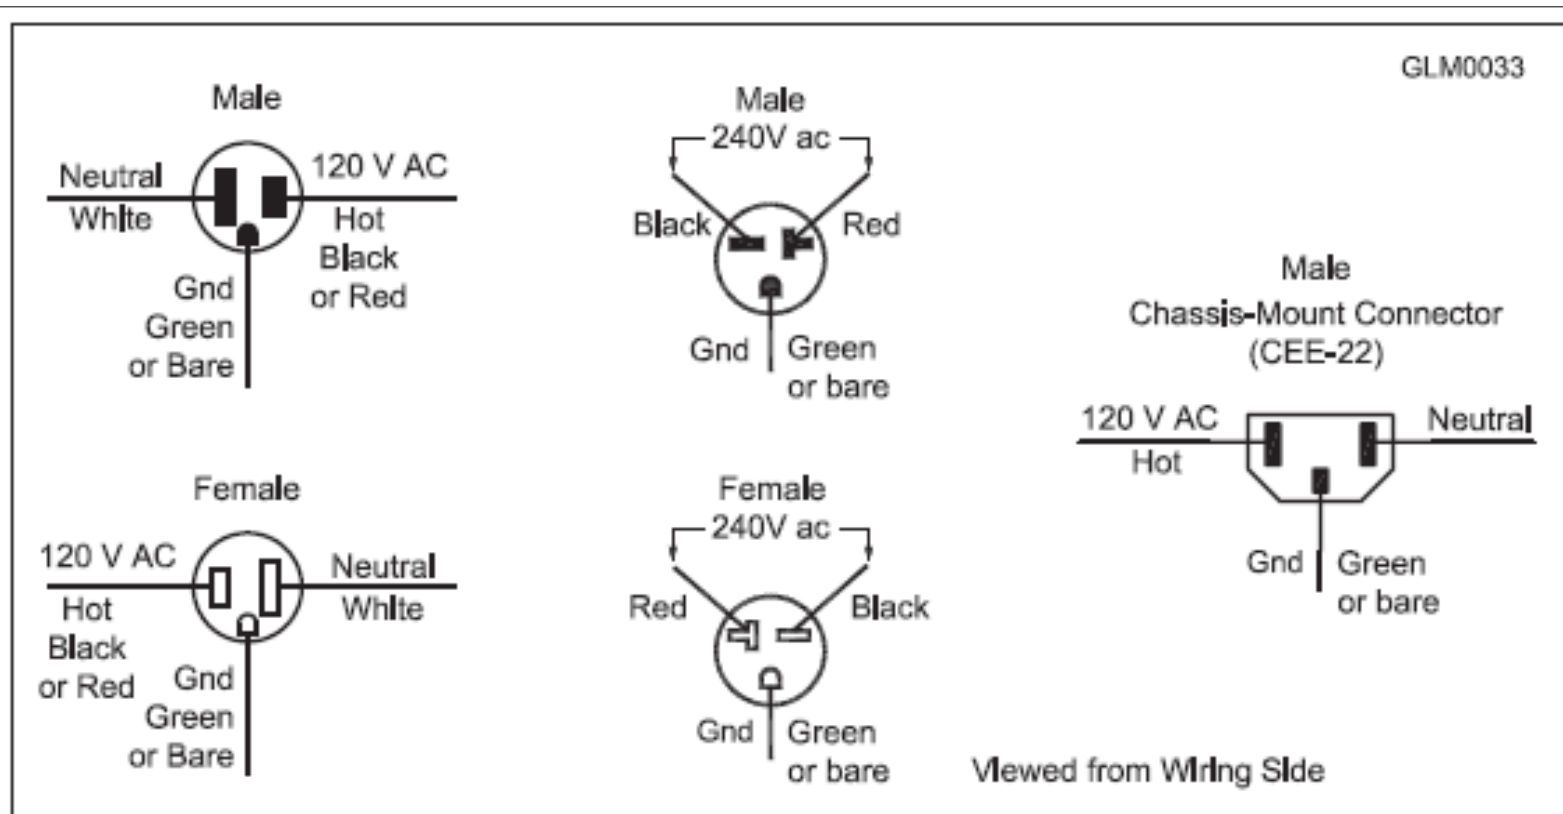 GLM0033
Male
Neutral
White
120 V AC
Hot
Black
or Red
Gnd
Green
or Bare
Male
240V ac
Black
Red
Gnd
Green
or bare
Male
Chassis-Mount Connector
(CEE-22)
120 V AC
Hot
Neutral
Gnd
Green
or bare
Female
120 V AC
Hot
Black
or Red
Neutral
White
Gnd
Green
or Bare
Female
240V ac
Red
Black
Gnd
Green
or bare
Viewed from Wiring Side